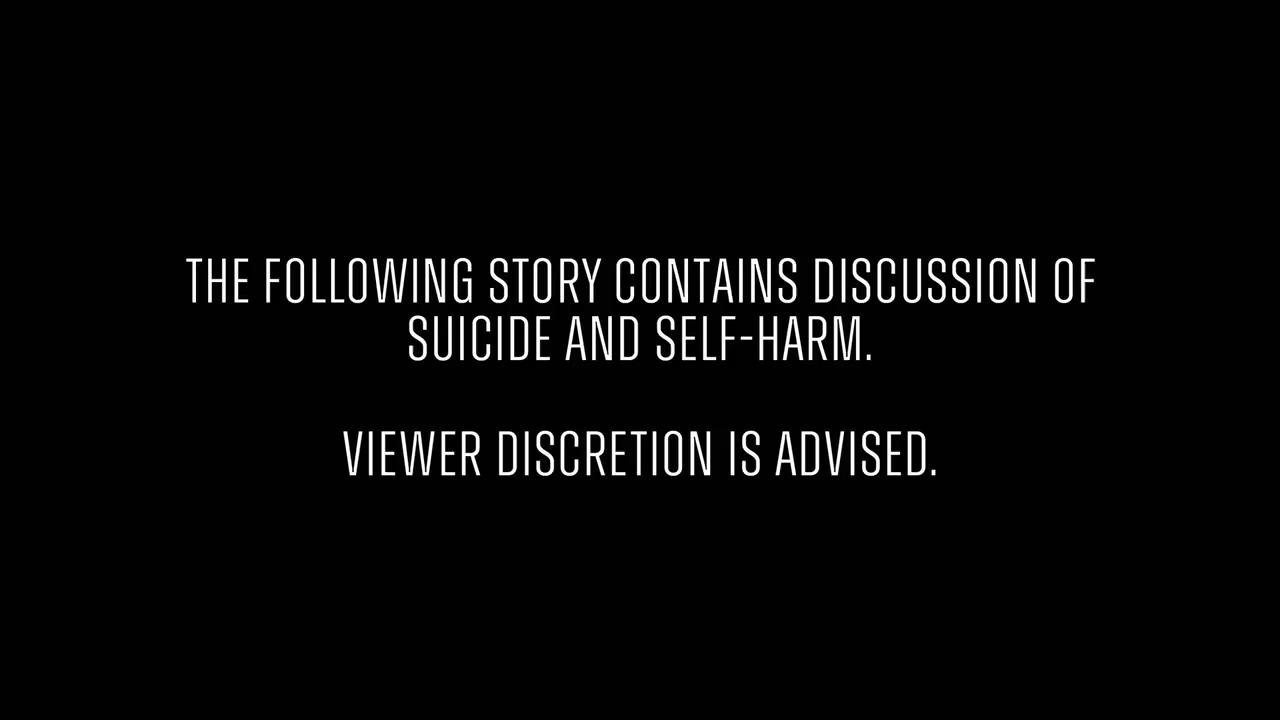 THE FOLLOWING STORY CONTAINS DISCUSSION OF
SUICIDE AND SELF-HARM.
VIEWER DISCRETION IS ADVISED.